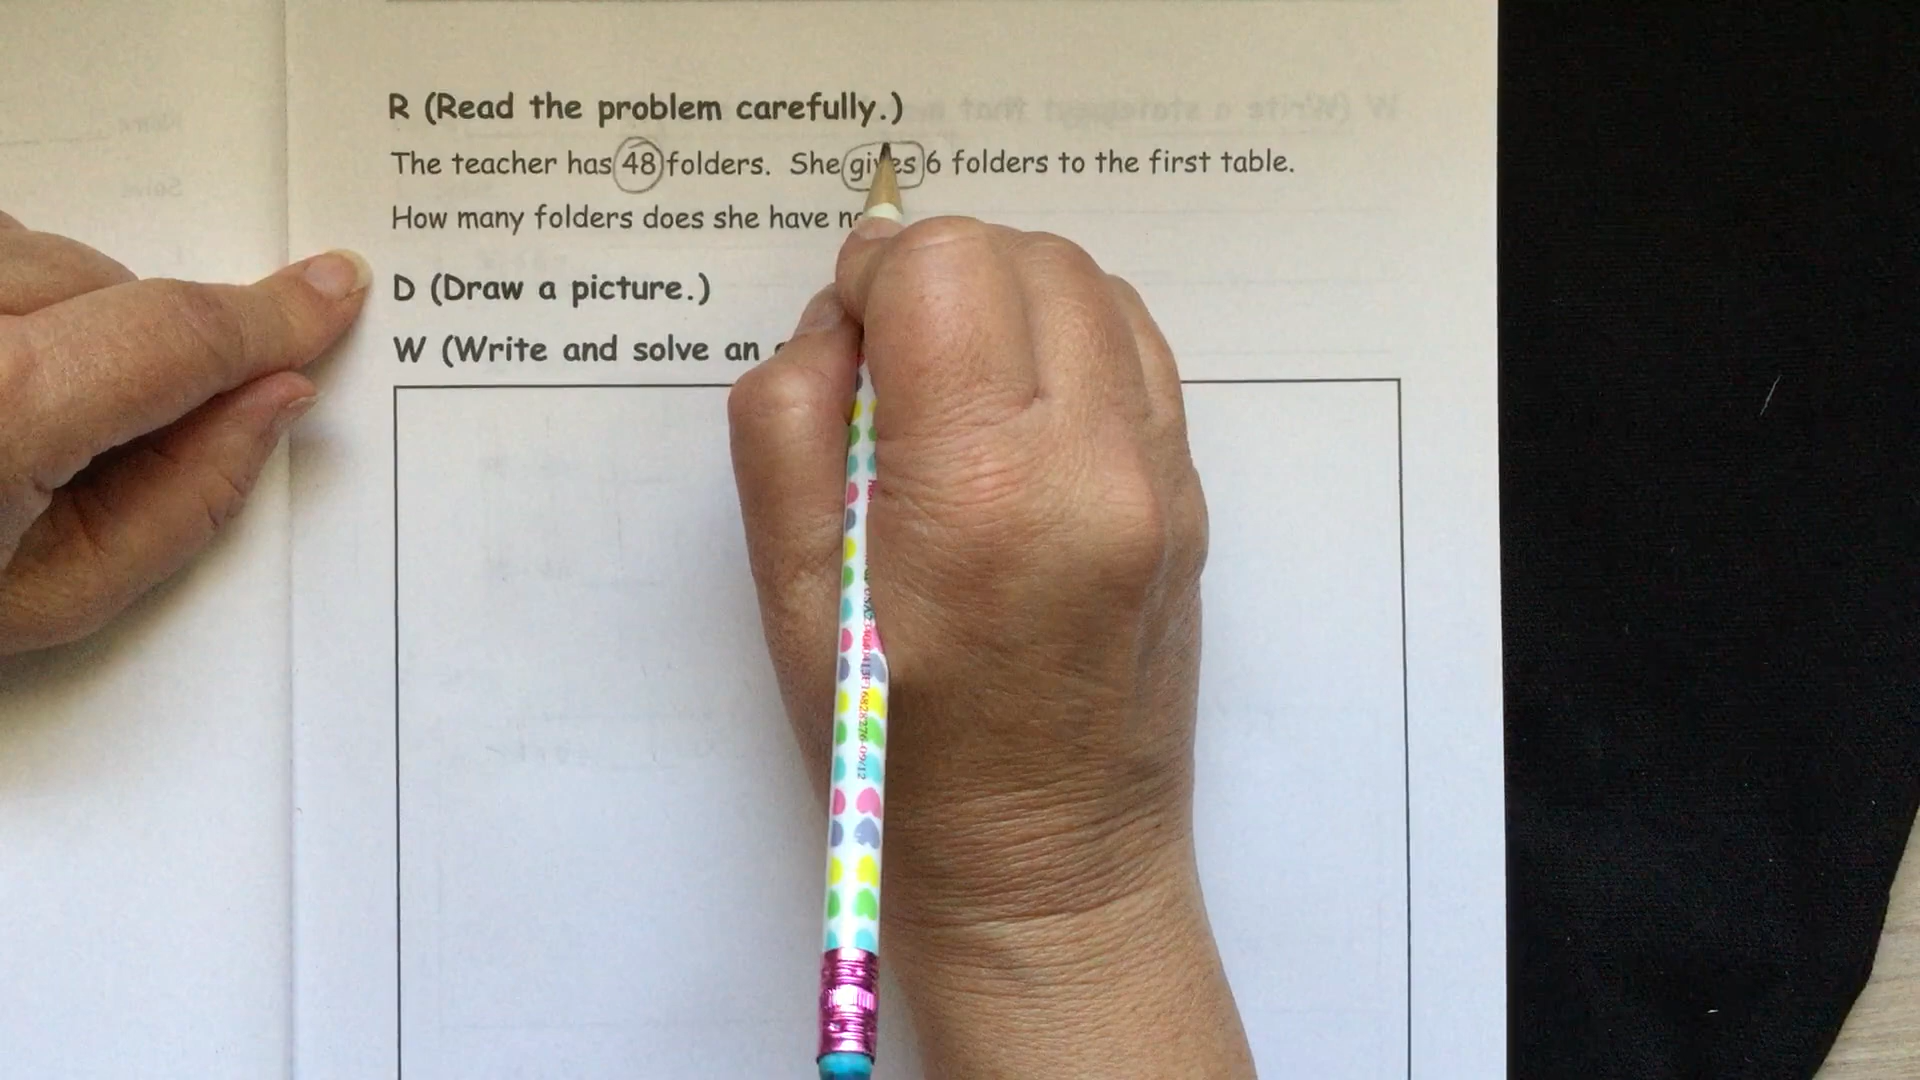 R (Read the problem carefully.)
The teacher has 48 folders. She gives 6 folders to the first table.
How many folders does she have
D (Draw a picture.)
W (Write and solve an